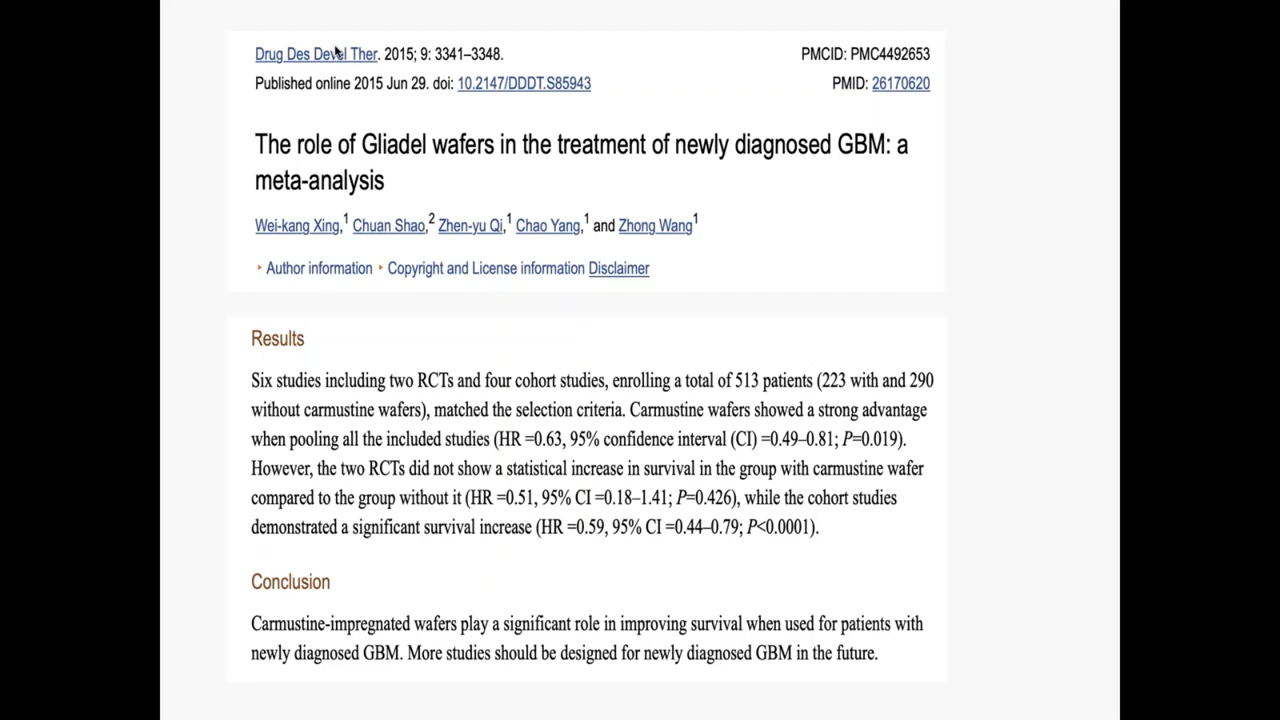 Drug Des Devel Ther. 2015; 9: 3341–3348. PMCID: PMC4492653
Published online 2015 Jun 29. doi: 10.2147/DDDT.S85943 PMID: 26170620
The role of Gliadel wafers in the treatment of newly diagnosed GBM: a
meta-analysis
Wei-kang Xing,1 Chuan Shao,2 Zhen-yu Qi,1 Chao Yang,1 and Zhong Wang1
‣ Author information ‣ Copyright and License information Disclaimer
Results
Six studies including two RCTs and four cohort studies, enrolling a total of 513 patients (223 with and 290
without carmustine wafers), matched the selection criteria. Carmustine wafers showed a strong advantage
when pooling all the included studies (HR =0.63, 95% confidence interval (CI) =0.49–0.81; P=0.019).
However, the two RCTs did not show a statistical increase in survival in the group with carmustine wafer
compared to the group without it (HR =0.51, 95% CI =0.18–1.41; P=0.426), while the cohort studies
demonstrated a significant survival increase (HR =0.59, 95% CI =0.44–0.79; P<0.0001).
Conclusion
Carmustine-impregnated wafers play a significant role in improving survival when used for patients with
newly diagnosed GBM. More studies should be designed for newly diagnosed GBM in the future.